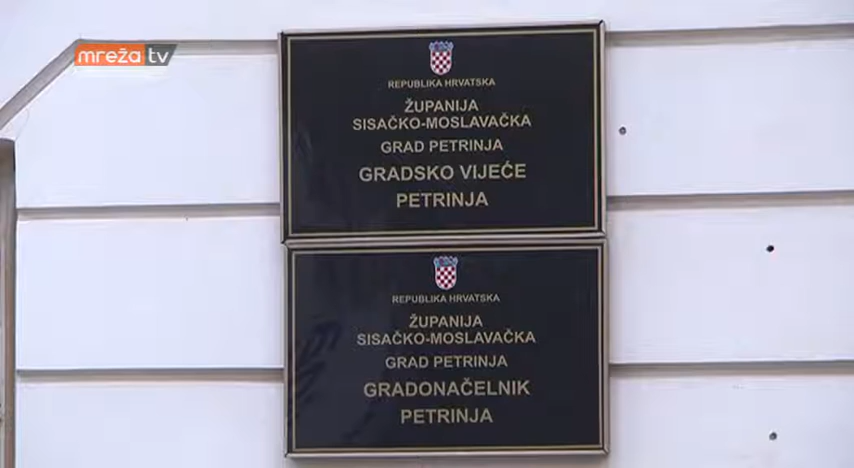 mreža tv
REPUBLIKA HRVATSKA
ŽUPANIJA
SISAČKO-MOSLAVAČKA
GRAD PETRINJA
GRADSKO VIJEĆE
PETRINJA
REPUBLIKA HRVATSKA
ŽUPANIJA
SISAČKO-MOSLAVAČKA
GRAD PETRINJA
GRADONAČELNIK
PETRINJA